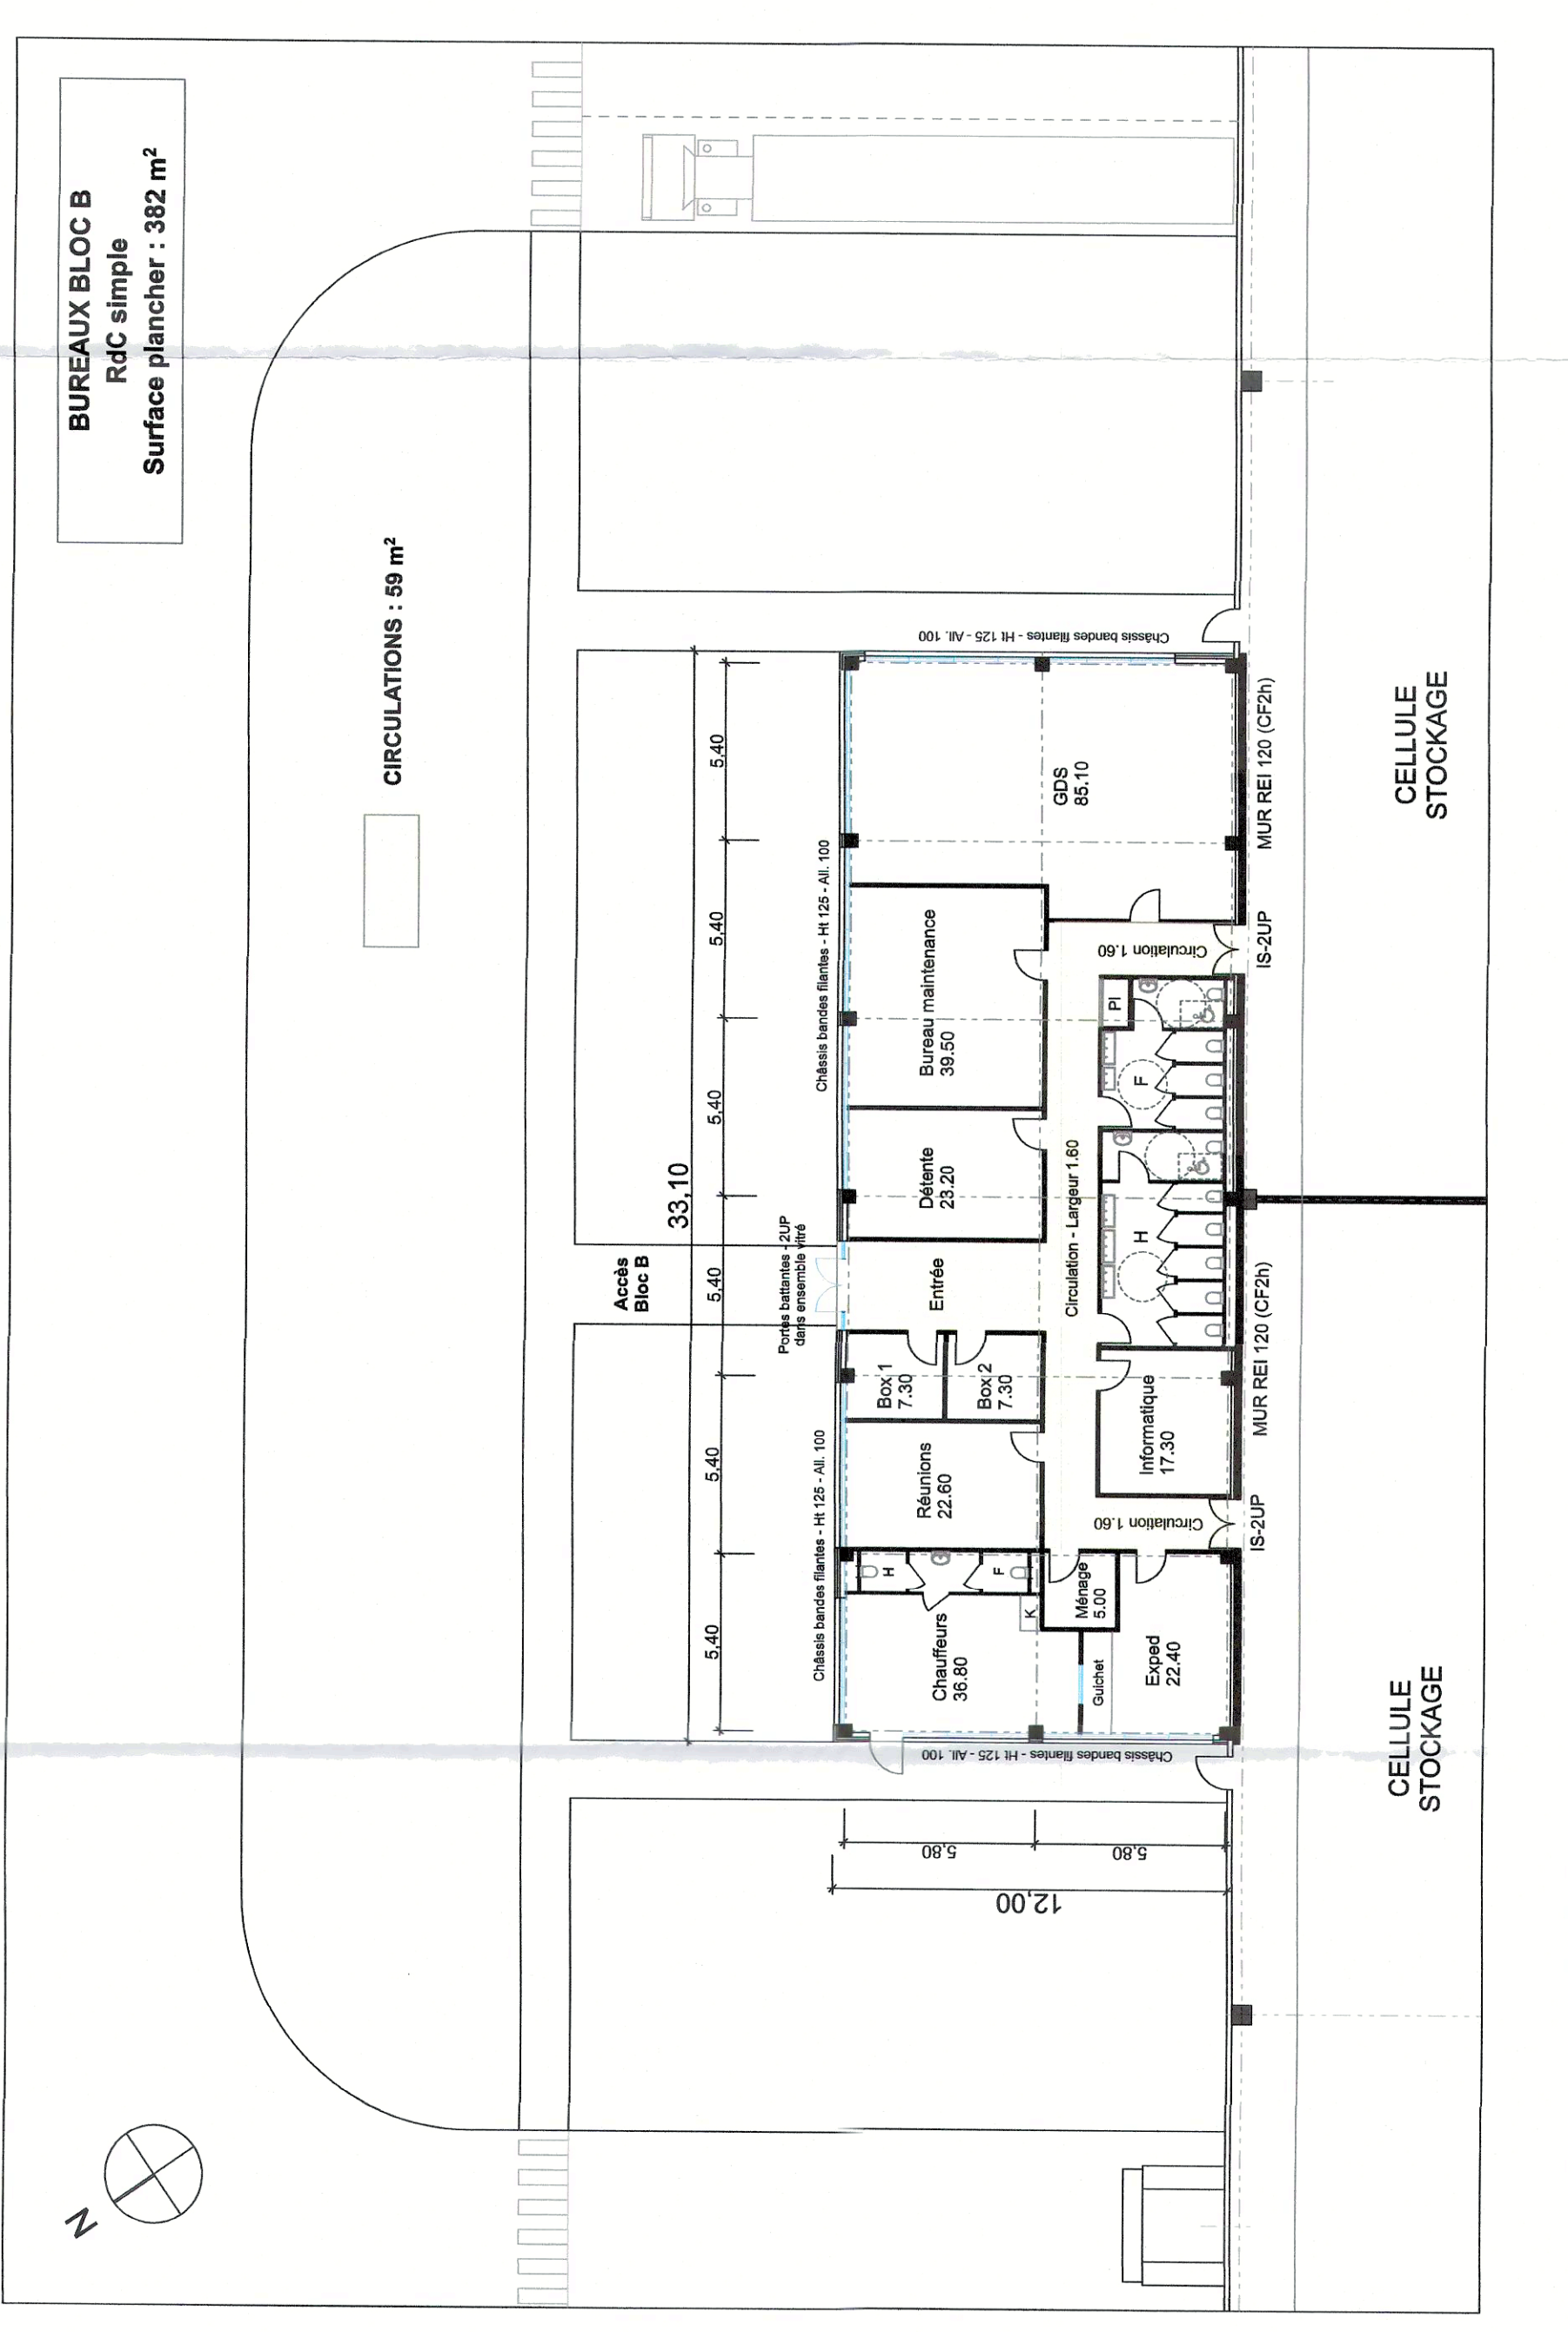 BUREAUX BLOC B
RdC simple
Surface plancher : 382 m²
CIRCULATIONS : 59 m²
N
33,10
5,40
5,40
5,40
5,40
5,40
5,40
Accès
Bloc B
Portes battantes - 2UP
dans ensemble vitré
Châssis bandes filantes - Ht 125 - All. 100
Châssis bandes filantes - Ht 125 - All. 100
Châssis bandes filantes - Ht 125 - All. 100
Châssis bandes filantes - Ht 125 - All. 100
Chauffeurs
36.80
H
F
K
Réunions
22.60
Box 1
7.30
Box 2
7.30
Entrée
Détente
23.20
Bureau maintenance
39.50
GDS
85.10
Circulation - Largeur 1.60
Ménage
5.00
Guichet
Exped
22.40
Circulation 1.60
Informatique
17.30
H
F
Pl
Circulation 1.60
IS-2UP
MUR REI 120 (CF2h)
IS-2UP
MUR REI 120 (CF2h)
5,80
5,80
12,00
CELLULE
STOCKAGE
CELLULE
STOCKAGE